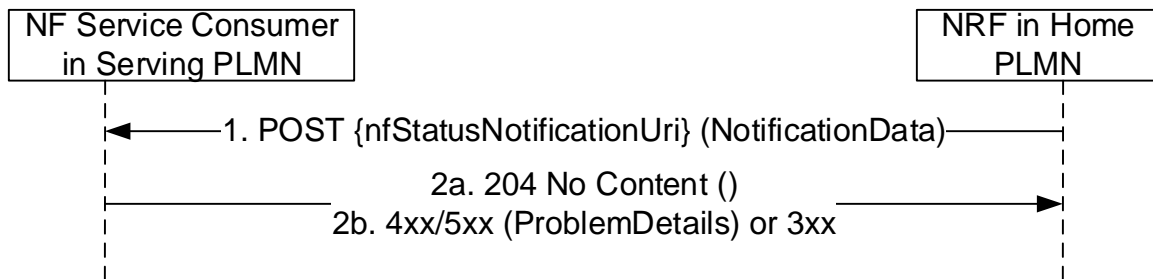 NF Service Consumer
in Serving PLMN
NRF in Home
PLMN
1. POST {nfStatusNotificationUri} (NotificationData)
2a. 204 No Content ()
2b. 4xx/5xx (ProblemDetails) or 3xx